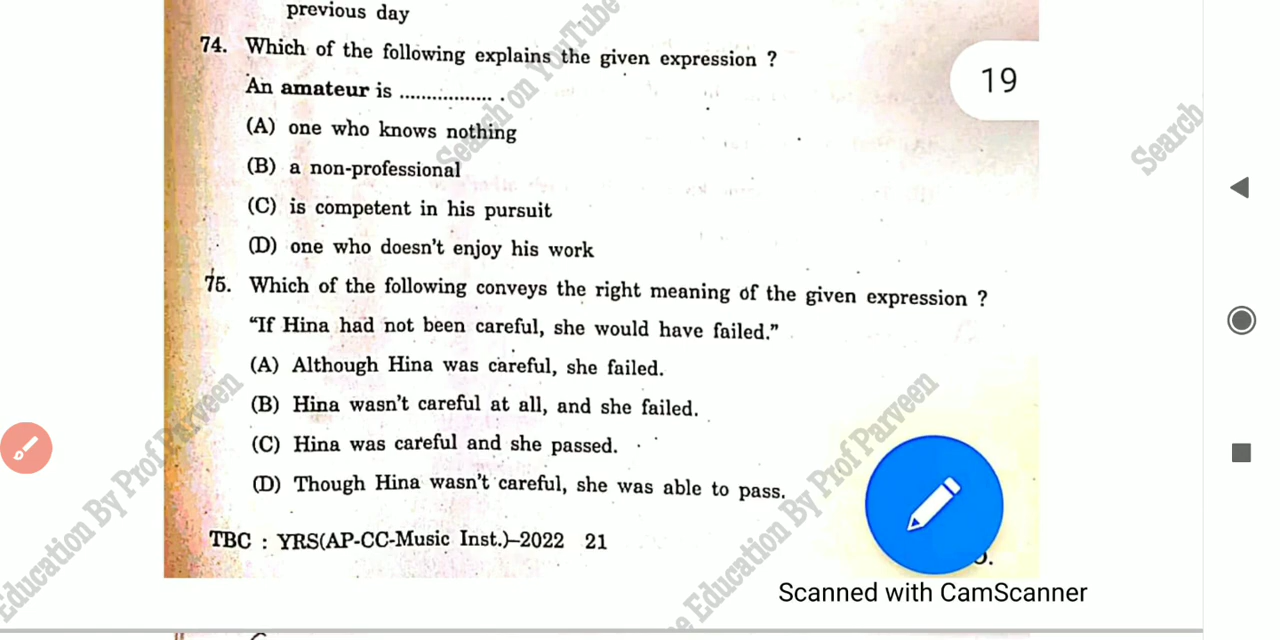 previous day
74. Which of the following explains the given expression ?
An amateur is ................. .
(A) one who knows nothing
(B) a non-professional
(C) is competent in his pursuit
(D) one who doesn't enjoy his work
75. Which of the following conveys the right meaning of the given expression ?
"If Hina had not been careful, she would have failed."
(A) Although Hina was careful, she failed.
(B) Hina wasn't careful at all, and she failed.
(C) Hina was careful and she passed.
(D) Though Hina wasn't careful, she was able to pass.
TBC : YRS(AP-CC-Music Inst.)–2022 21
19
Scanned with CamScanner
Search on YouTube
Search
Education By Prof Parveen
e Education By Prof Parveen